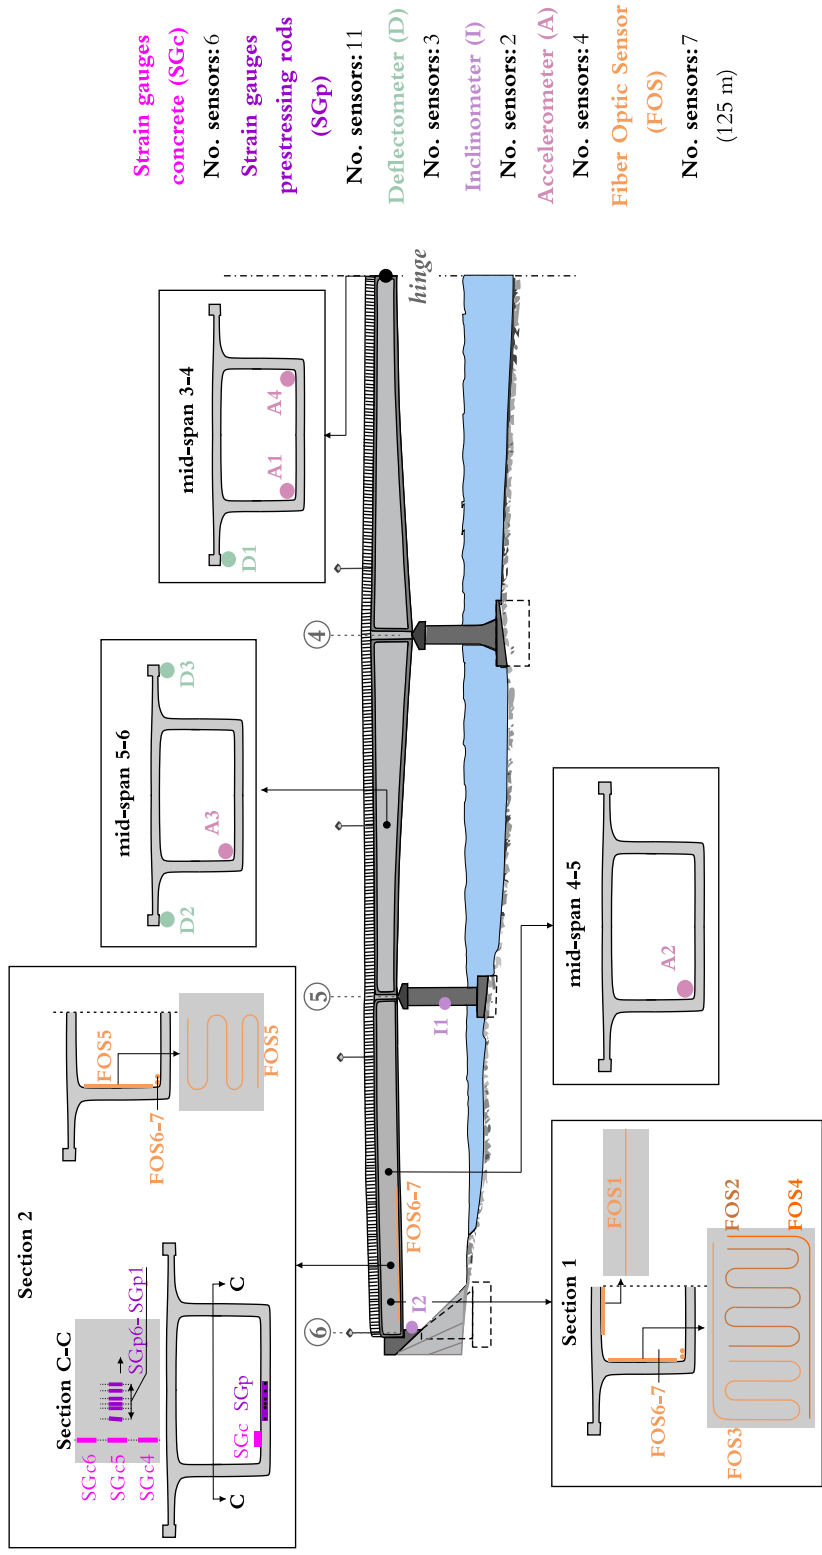 Section 2
Section C-C
SGc6
SGc5
SGc4
SGp6-SGp1
SGc
SGp
C
C
FOS5
FOS6-7
FOS5
mid-span 5-6
D2
D3
A3
mid-span 3-4
D1
A1
A4
6
5
4
hinge
I2
FOS6-7
I1
Section 1
FOS6-7
FOS1
FOS3
FOS2
FOS4
mid-span 4-5
A2
Strain gauges
concrete (SGc)
No. sensors: 6
Strain gauges
prestressing rods
(SGp)
No. sensors: 11
Deflectometer (D)
No. sensors: 3
Inclinometer (I)
No. sensors: 2
Accelerometer (A)
No. sensors: 4
Fiber Optic Sensor
(FOS)
No. sensors: 7
(125 m)